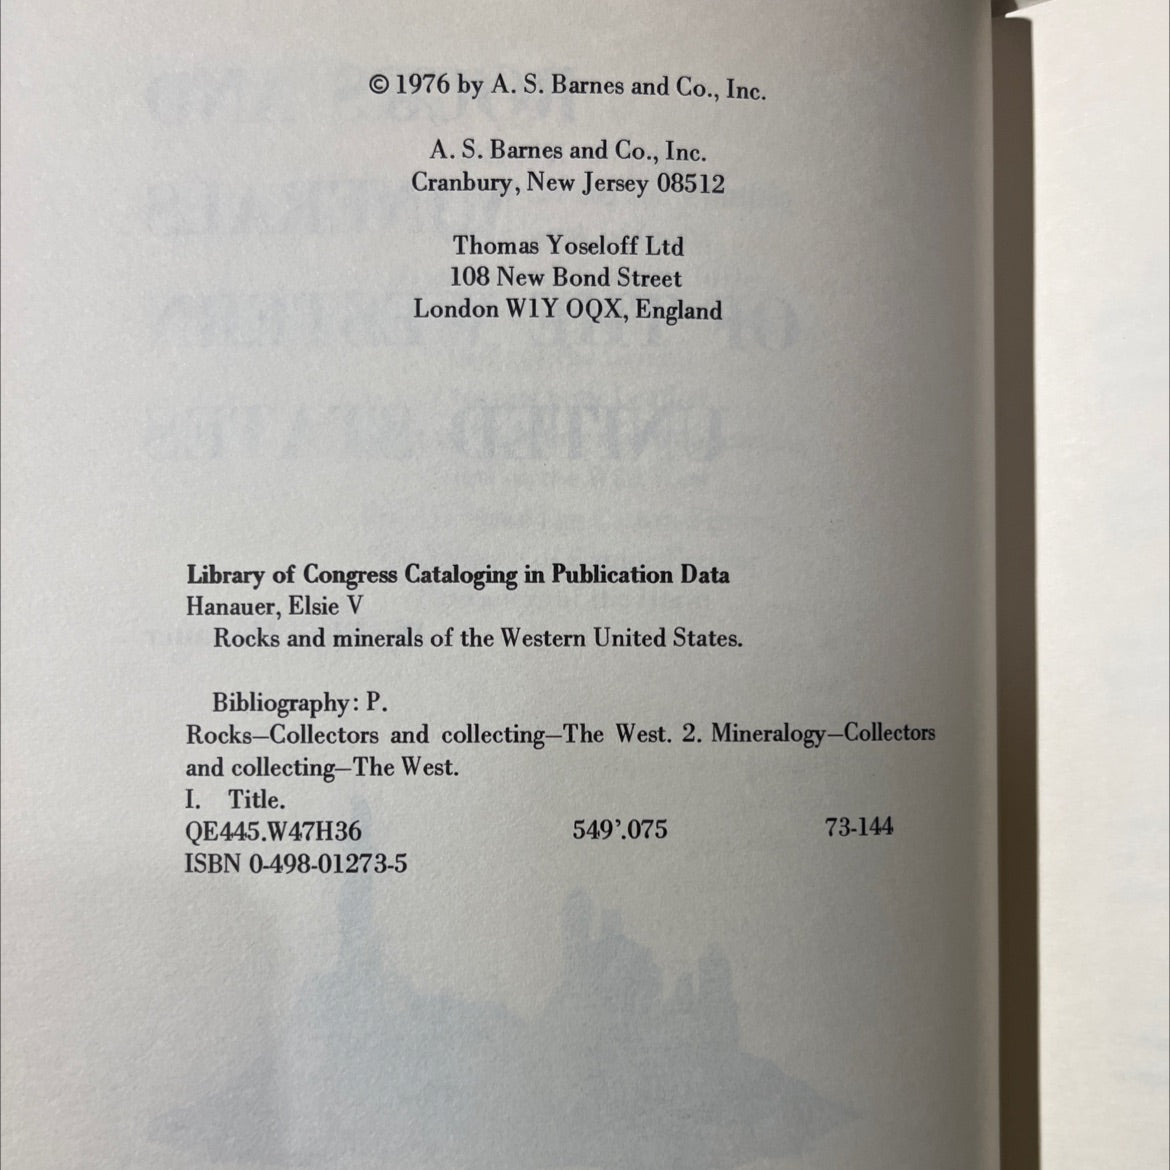 © 1976 by A. S. Barnes and Co., Inc.
A. S. Barnes and Co., Inc.
Cranbury, New Jersey 08512
Thomas Yoseloff Ltd
108 New Bond Street
London W1Y OQX, England
Library of Congress Cataloging in Publication Data
Hanauer, Elsie V
Rocks and minerals of the Western United States.
Bibliography: P.
Rocks—Collectors and collecting—The West. 2. Mineralogy—Collectors
and collecting—The West.
I. Title.
QE445.W47H36 549’.075 73-144
ISBN 0-498-01273-5